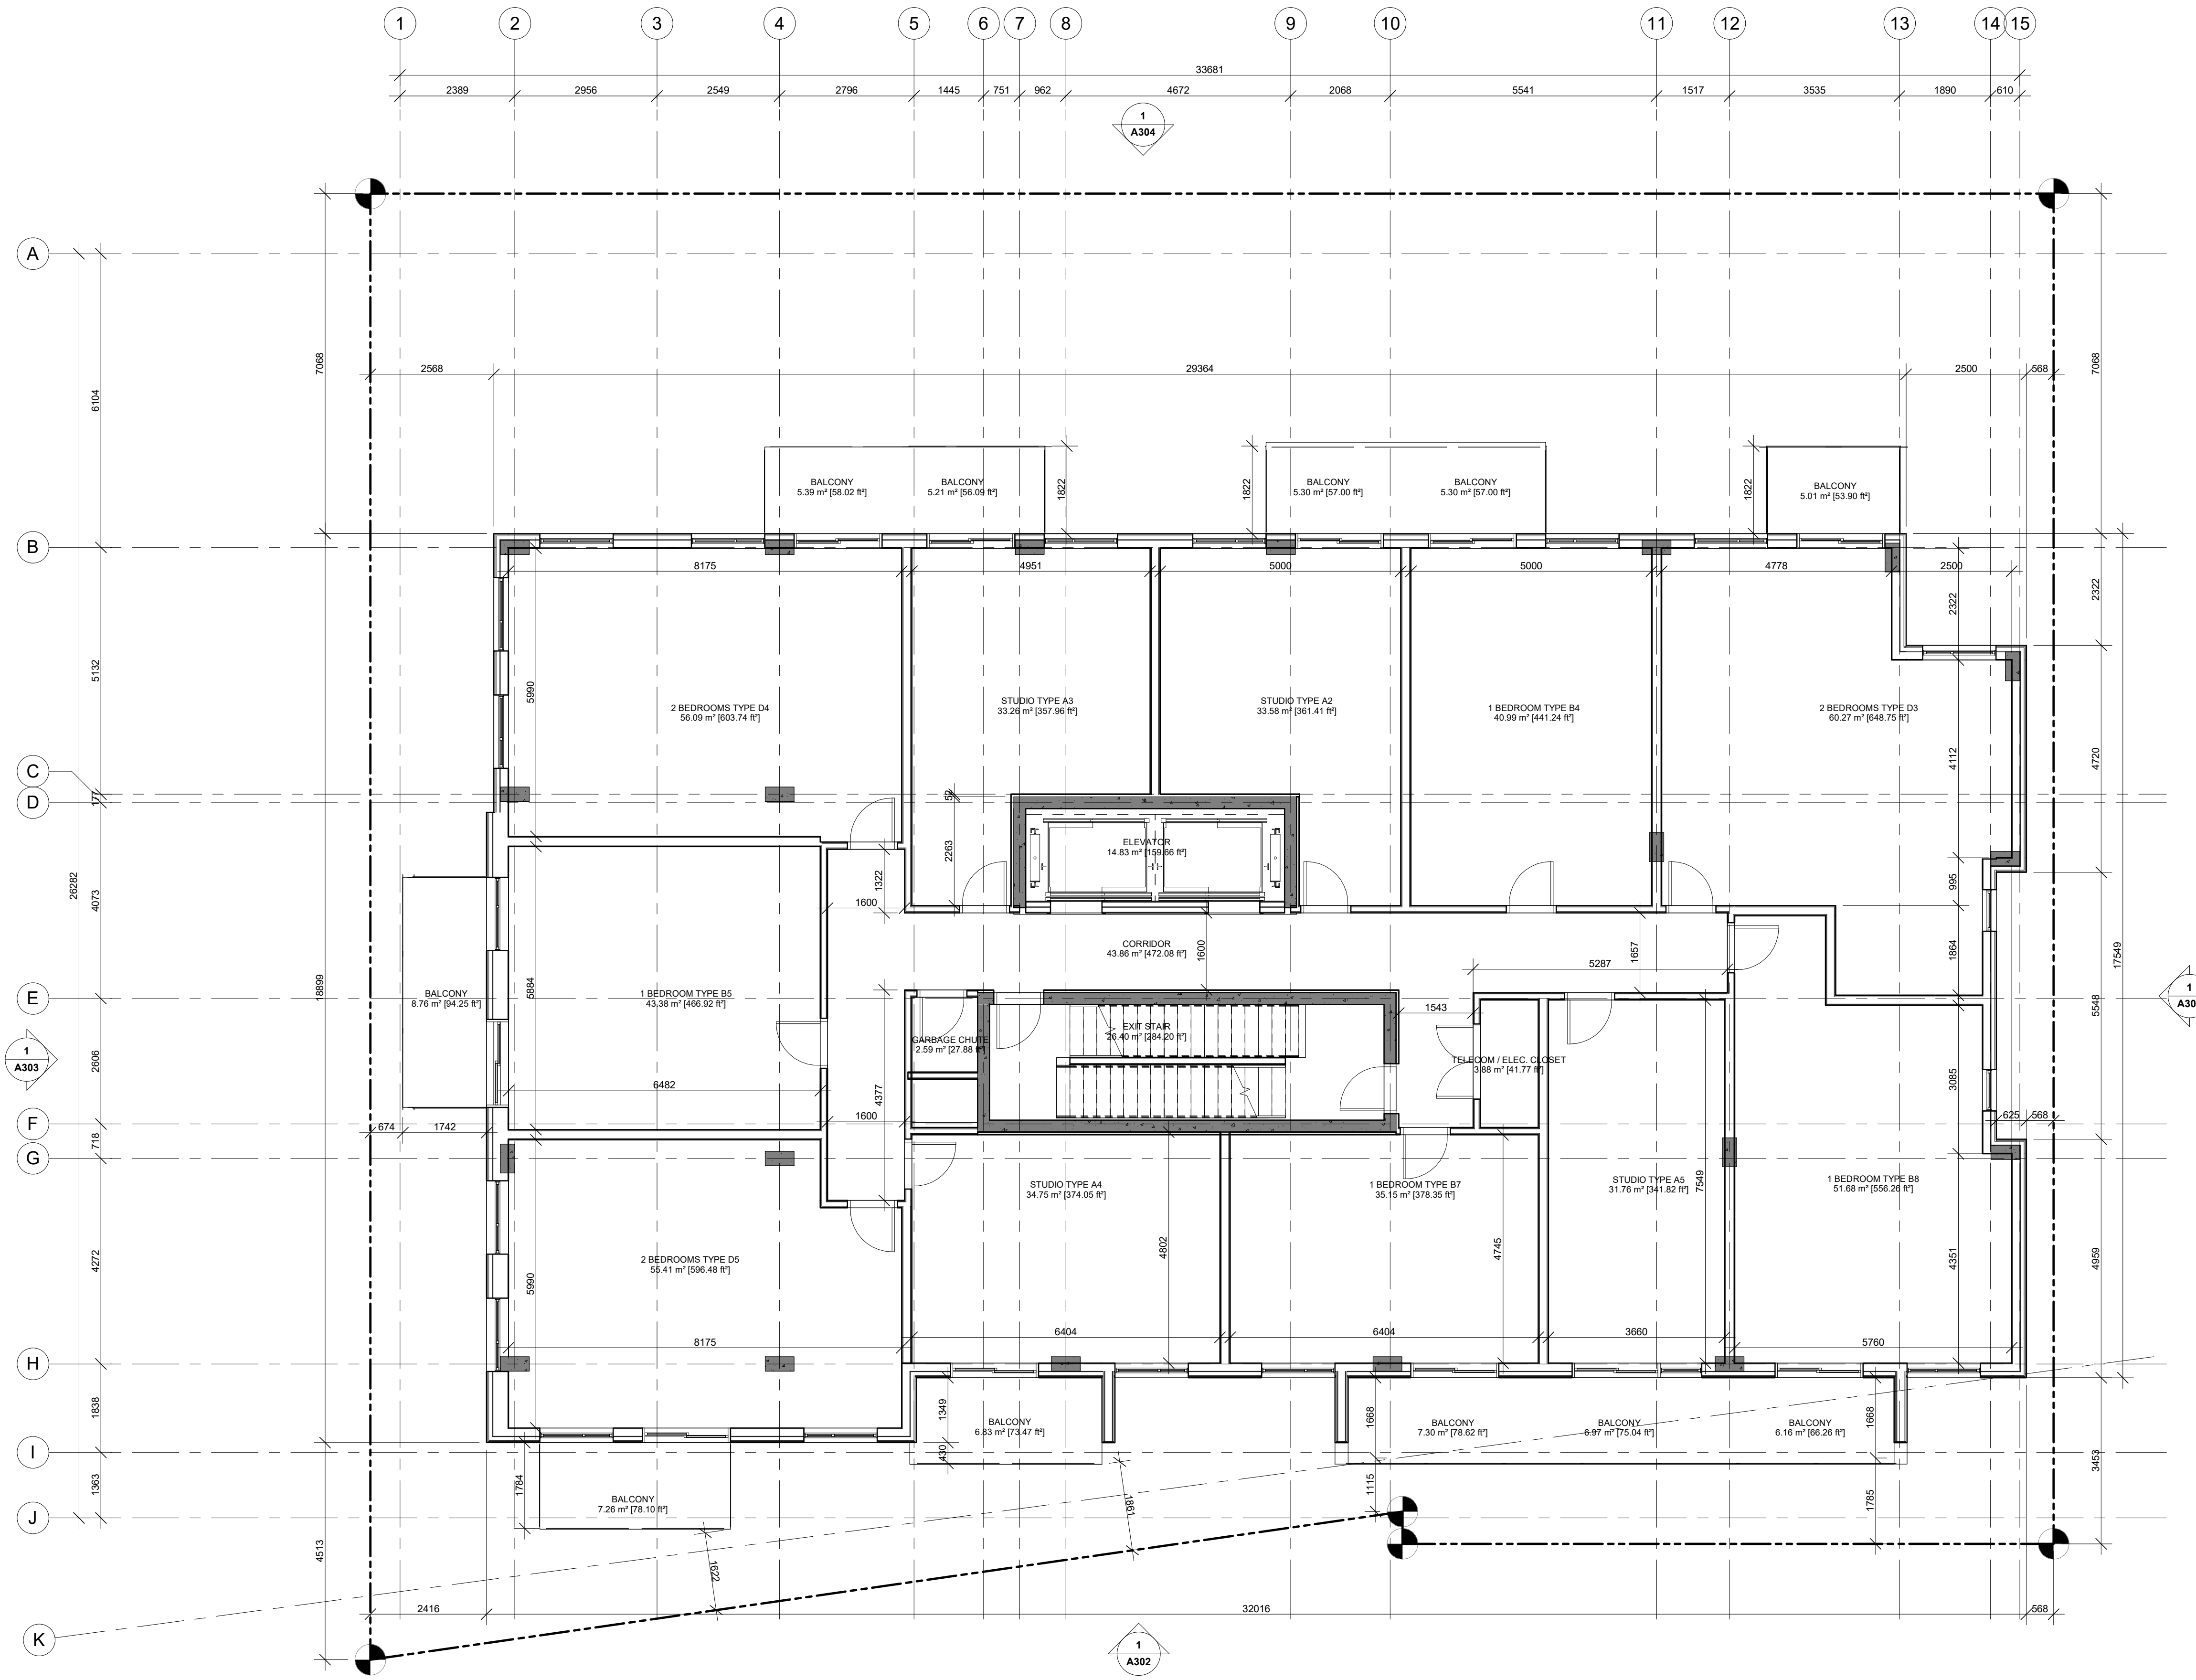 1 2 3 4 5 6 7 8 9 10 11 12 13 14 15
33681
2389 2956 2549 2796 1445 751 962 4672 2068 5541 1517 3535 1890 610
1
A304
A
7068
7068
6104
2568 29364 2500 568
BALCONY
5.39 m² [58.02 ft²]
BALCONY
5.21 m² [56.09 ft²]
1822
1822
BALCONY
5.30 m² [57.00 ft²]
BALCONY
5.30 m² [57.00 ft²]
1822
BALCONY
5.01 m² [53.90 ft²]
B
8175 4951 5000 5000 4778 2500
2322
2322
5132
5990
2 BEDROOMS TYPE D4
56.09 m² [603.74 ft²]
STUDIO TYPE A3
33.26 m² [357.96 ft²]
STUDIO TYPE A2
33.58 m² [361.41 ft²]
1 BEDROOM TYPE B4
40.99 m² [441.24 ft²]
2 BEDROOMS TYPE D3
60.27 m² [648.75 ft²]
4112
4720
C
177
D
52
2263
ELEVATOR
14.83 m² [159.66 ft²]
1322
995
26282
4073
1600
CORRIDOR
43.86 m² [472.08 ft²]
1600
1657
5287
1864
17549
18899
BALCONY
8.76 m² [94.25 ft²]
5884
1 BEDROOM TYPE B5
43.38 m² [466.92 ft²]
E
1543
5548
1
1
A303
2606
GARBAGE CHUTE
2.59 m² [27.88 ft²]
EXIT STAIR
26.40 m² [284.20 ft²]
TELECOM / ELEC. CLOSET
3.88 m² [41.77 ft²]
3085
6482
4377
1600
F
674 1742
625 568
718
G
STUDIO TYPE A4
34.75 m² [374.05 ft²]
1 BEDROOM TYPE B7
35.15 m² [378.35 ft²]
STUDIO TYPE A5
31.76 m² [341.82 ft²]
7549
1 BEDROOM TYPE B8
51.68 m² [556.26 ft²]
4272
5990
2 BEDROOMS TYPE D5
55.41 m² [596.48 ft²]
4802
4745
4351
4959
8175
6404
6404
3660
5760
H
1838
1349
430
BALCONY
6.83 m² [73.47 ft²]
1668
BALCONY
7.30 m² [78.62 ft²]
BALCONY
6.97 m² [75.04 ft²]
BALCONY
6.16 m² [66.26 ft²]
1668
I
1363
1784
BALCONY
7.26 m² [78.10 ft²]
1861
1115
1785
3453
J
4513
1622
2416 32016 568
K
1
A302